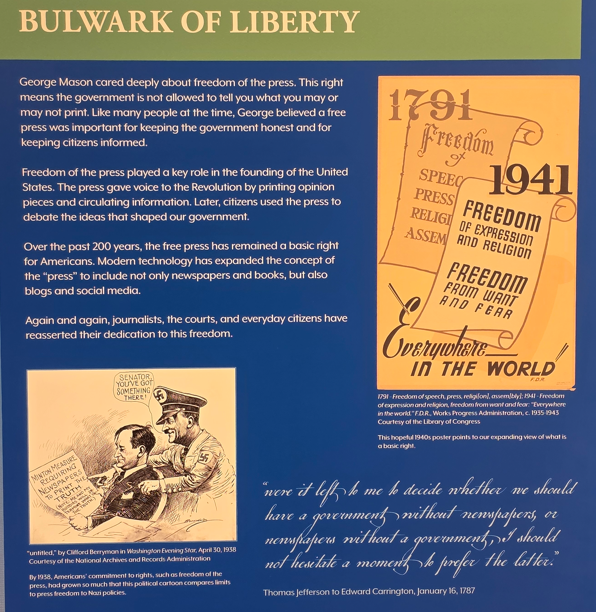 BULWARK OF LIBERTY
George Mason cared deeply about freedom of the press. This right
means the government is not allowed to tell you what you may or
may not print. Like many people at the time, George believed a free
press was important for keeping the government honest and for
keeping citizens informed.
Freedom of the press played a key role in the founding of the United
States. The press gave voice to the Revolution by printing opinion
pieces and circulating information. Later, citizens used the press to
debate the ideas that shaped our government.
Over the past 200 years, the free press has remained a basic right
for Americans. Modern technology has expanded the concept of
the "press" to include not only newspapers and books, but also
blogs and social media.
Again and again, journalists, the courts, and everyday citizens have
reasserted their dedication to this freedom.
1791
Freedom
of
SPEEC
PRESS
RELIGI
ASSEM
1941
FREEDOM
OF EXPRESSION
AND RELIGION
FREEDOM
FROM WANT
AND FEAR
Everywhere
IN THE WORLD"
F.D.R.
1791 - Freedom of speech, press, religi[on], assem[bly]; 1941 - Freedom
of expression and religion, freedom from want and fear: "Everywhere
in the world." F.D.R., Works Progress Administration, c. 1935-1943
Courtesy of the Library of Congress
This hopeful 1940s poster points to our expanding view of what is
a basic right.
SENATOR,
YOU'VE GOT
SOMETHING
THERE!
MINTON MEASURE
REQUIRING
NEWSPAPERS
TO PRINT THE
TRUTH
"untitled," by Clifford Berryman in Washington Evening Star, April 30, 1938
Courtesy of the National Archives and Records Administration
By 1938, Americans' commitment to rights, such as freedom of the
press, had grown so much that this political cartoon compares limits
to press freedom to Nazi policies.
"were it left to me to decide whether we should
have a government without newspapers, or
newspapers without a government, I should
not hesitate a moment to prefer the latter."
Thomas Jefferson to Edward Carrington, January 16, 1787